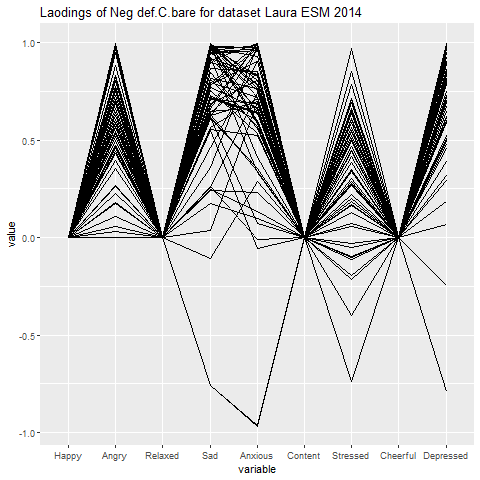 Laodings of Neg def.C.bare for dataset Laura ESM 2014
1.0
0.5
0.0
-0.5
-1.0
value
Happy Angry Relaxed Sad Anxious Content Stressed Cheerful Depressed
variable